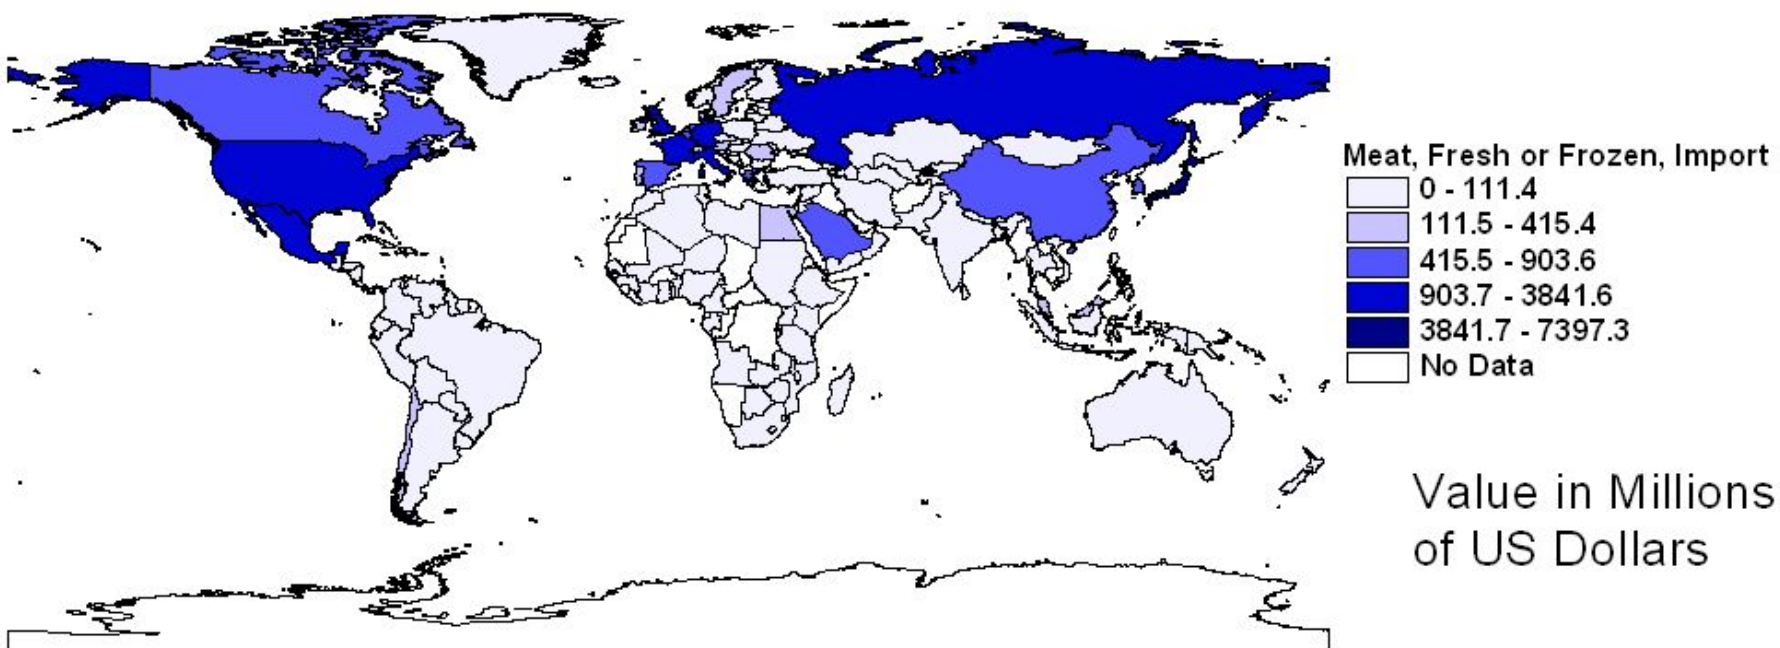 Meat, Fresh or Frozen, Import
0 - 111.4
111.5 - 415.4
415.5 - 903.6
903.7 - 3841.6
3841.7 - 7397.3
No Data
Value in Millions
of US Dollars